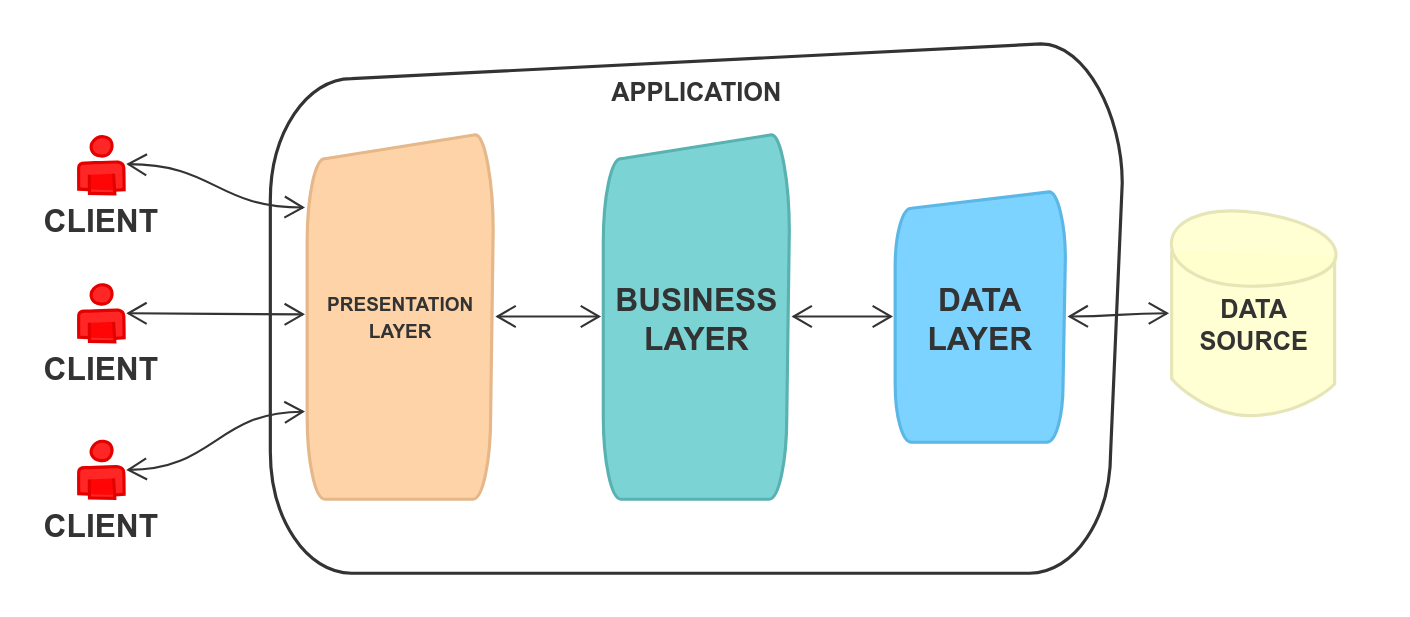 APPLICATION
CLIENT
CLIENT
CLIENT
PRESENTATION
LAYER
BUSINESS
LAYER
DATA
LAYER
DATA
SOURCE